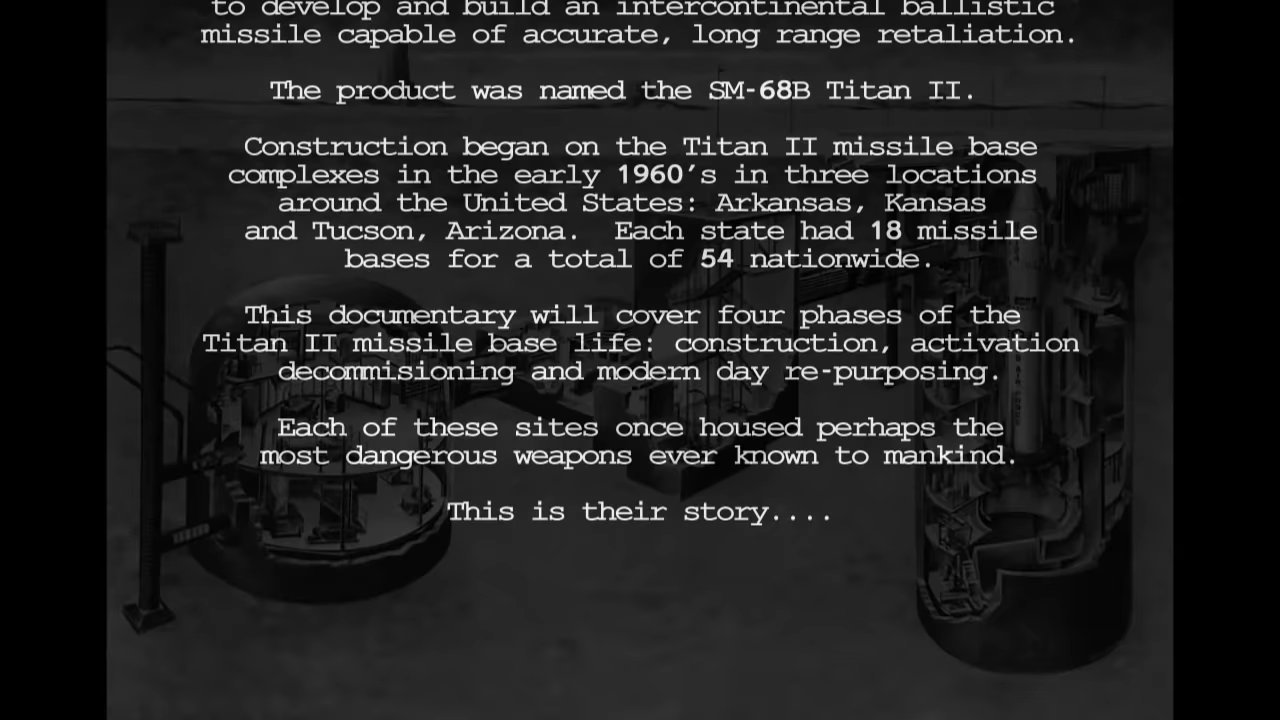 to develop and build an intercontinental ballistic
missile capable of accurate, long range retaliation.
The product was named the SM-68B Titan II.
Construction began on the Titan II missile base
complexes in the early 1960's in three locations
around the United States: Arkansas, Kansas
and Tucson, Arizona.  Each state had 18 missile
bases for a total of 54 nationwide.
This documentary will cover four phases of the
Titan II missile base life: construction, activation
decommisioning and modern day re-purposing.
Each of these sites once housed perhaps the
most dangerous weapons ever known to mankind.
This is their story....